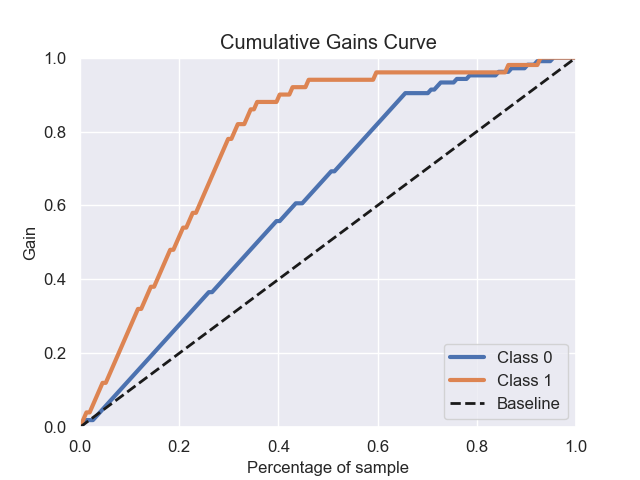 Cumulative Gains Curve
1.0
0.8
0.6
0.4
0.2
0.0
Gain
0.0 0.2 0.4 0.6 0.8 1.0
Percentage of sample
Class 0
Class 1
Baseline